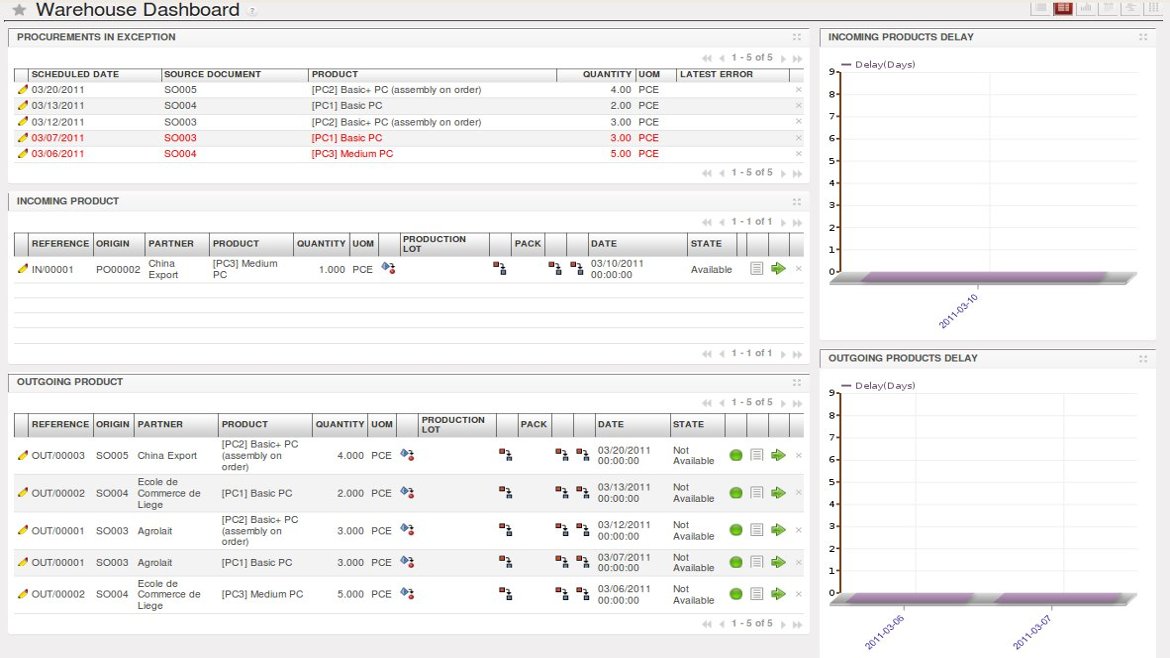 Warehouse Dashboard ?
PROCUREMENTS IN EXCEPTION
1 - 5 of 5
SCHEDULED DATE SOURCE DOCUMENT PRODUCT QUANTITY UOM LATEST ERROR
03/20/2011 SO005 [PC2] Basic+ PC (assembly on order) 4.00 PCE
03/13/2011 SO004 [PC1] Basic PC 2.00 PCE
03/12/2011 SO003 [PC2] Basic+ PC (assembly on order) 3.00 PCE
03/07/2011 SO003 [PC1] Basic PC 3.00 PCE
03/06/2011 SO004 [PC3] Medium PC 5.00 PCE
1 - 5 of 5
INCOMING PRODUCT
1 - 1 of 1
REFERENCE ORIGIN PARTNER PRODUCT QUANTITY UOM PRODUCTION LOT PACK DATE STATE
IN/00001 PO00002 China Export [PC3] Medium PC 1.000 PCE 03/10/2011 00:00:00 Available
1 - 1 of 1
OUTGOING PRODUCT
1 - 5 of 5
REFERENCE ORIGIN PARTNER PRODUCT QUANTITY UOM PRODUCTION LOT PACK DATE STATE
OUT/00003 SO005 China Export [PC2] Basic+ PC (assembly on order) 4.000 PCE 03/20/2011 00:00:00 Not Available
OUT/00002 SO004 Ecole de Commerce de Liege [PC1] Basic PC 2.000 PCE 03/13/2011 00:00:00 Not Available
OUT/00001 SO003 Agrolait [PC2] Basic+ PC (assembly on order) 3.000 PCE 03/12/2011 00:00:00 Not Available
OUT/00001 SO003 Agrolait [PC1] Basic PC 3.000 PCE 03/07/2011 00:00:00 Not Available
OUT/00002 SO004 Ecole de Commerce de Liege [PC3] Medium PC 5.000 PCE 03/06/2011 00:00:00 Not Available
1 - 5 of 5
INCOMING PRODUCTS DELAY
Delay(Days)
9
8
7
6
5
4
3
2
1
0
2011-03-10
OUTGOING PRODUCTS DELAY
Delay(Days)
9
8
7
6
5
4
3
2
1
0
2011-03-06 2011-03-07